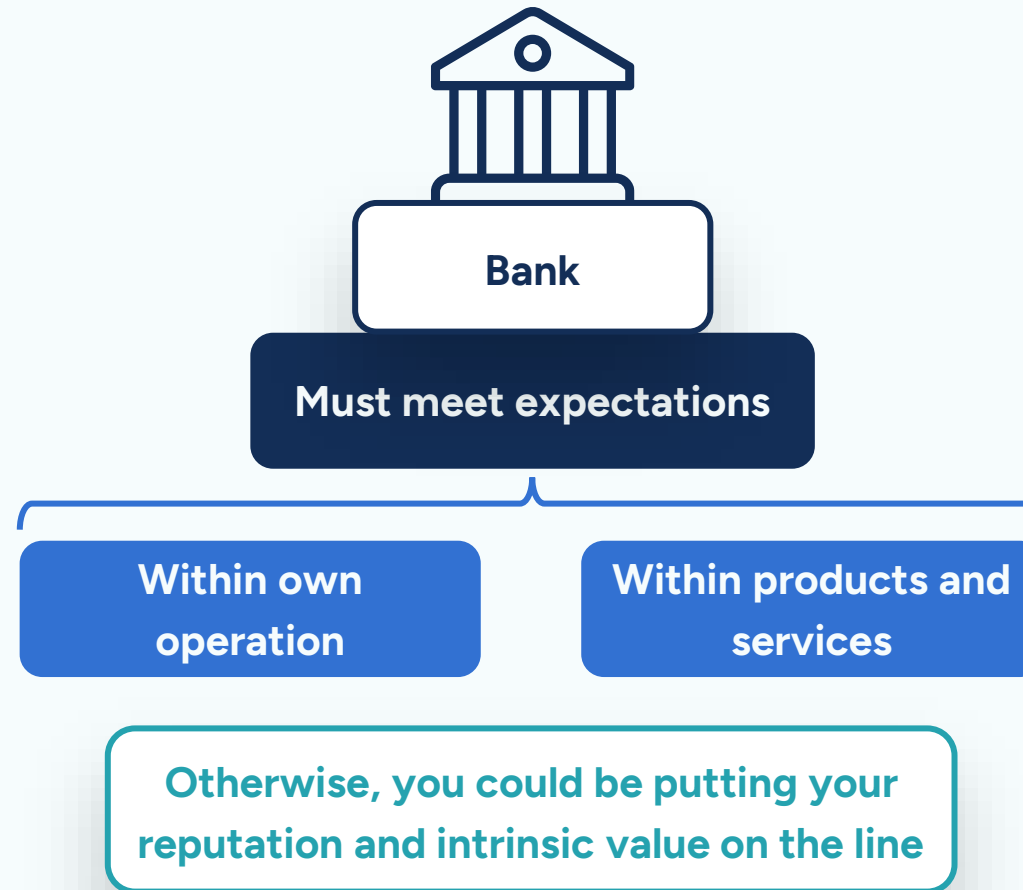 Bank
Must meet expectations
Within own
operation
Within products and
services
Otherwise, you could be putting your
reputation and intrinsic value on the line